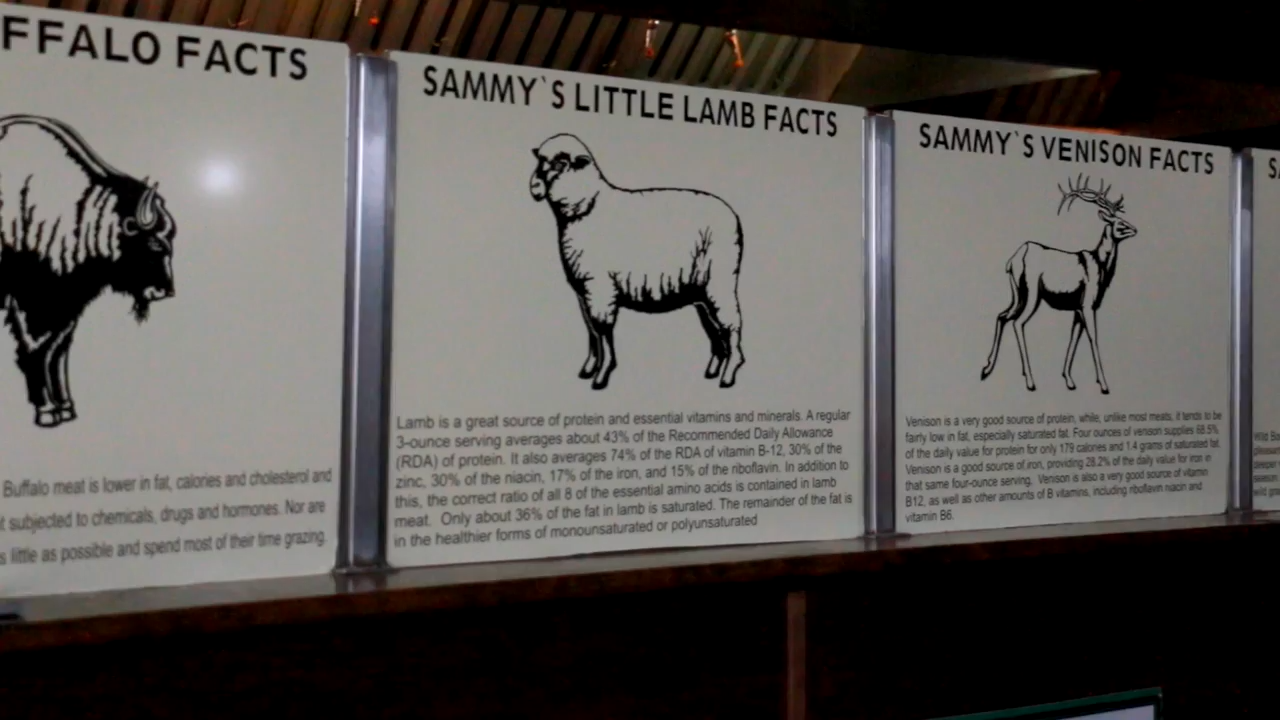 FFALO FACTS
Buffalo meat is lower in fat, calories and cholesterol and
t subjected to chemicals, drugs and hormones. Nor are
s little as possible and spend most of their time grazing.
SAMMY`S LITTLE LAMB FACTS
Lamb is a great source of protein and essential vitamins and minerals. A regular
3-ounce serving averages about 43% of the Recommended Daily Allowance
(RDA) of protein. It also averages 74% of the RDA of vitamin B-12, 30% of the
zinc, 30% of the niacin, 17% of the iron, and 15% of the riboflavin. In addition to
this, the correct ratio of all 8 of the essential amino acids is contained in lamb
meat. Only about 36% of the fat in lamb is saturated. The remainder of the fat is
in the healthier forms of monounsaturated or polyunsaturated
SAMMY`S VENISON FACTS
Venison is a very good source of protein, while, unlike most meats, it tends to be
fairly low in fat, especially saturated fat. Four ounces of venison supplies 68.5%
of the daily value for protein for only 179 calories and 1.4 grams of saturated fat.
Venison is a good source of iron, providing 28.2% of the daily value for iron in
that same four-ounce serving. Venison is also a very good source of vitamin
B12, as well as other amounts of B vitamins, including riboflavin niacin and
vitamin B6.